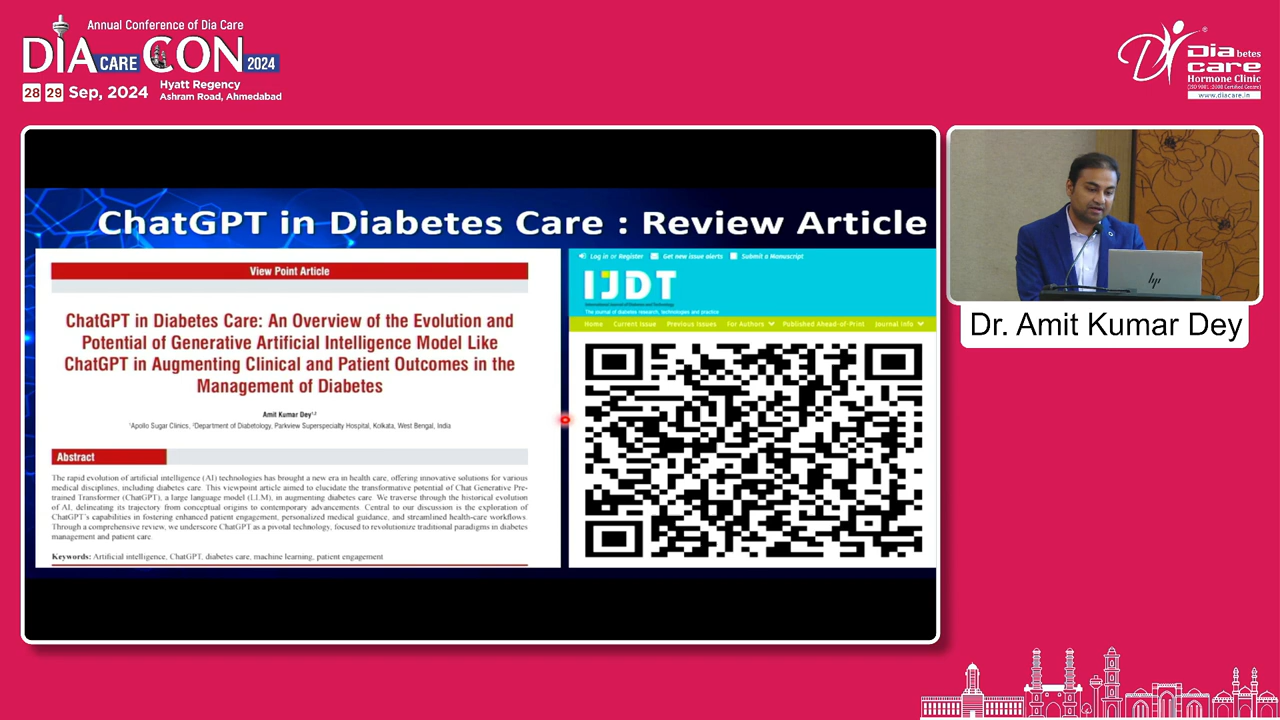 Annual Conference of Dia Care
DIA CARE CON 2024
28 29 Sep, 2024
Hyatt Regency
Ashram Road, Ahmedabad
Diabetes
care
Hormone Clinic
(ISO 9001 :2008 Certified Centre)
www.diacare.in
ChatGPT in Diabetes Care : Review Article
View Point Article
ChatGPT in Diabetes Care: An Overview of the Evolution and
Potential of Generative Artificial Intelligence Model Like
ChatGPT in Augmenting Clinical and Patient Outcomes in the
Management of Diabetes
Amit Kumar Dey1,2
1Apollo Sugar Clinics, 2Department of Diabetology, Parkview Superspecialty Hospital, Kolkata, West Bengal, India
Abstract
The rapid evolution of artificial intelligence (AI) technologies has brought a new era in health care, offering innovative solutions for various
medical disciplines, including diabetes care. This viewpoint article aimed to elucidate the transformative potential of Chat Generative Pre-
trained Transformer (ChatGPT), a large language model (LLM), in augmenting diabetes care. We traverse through the historical evolution
of AI, delineating its trajectory from conceptual origins to contemporary advancements. Central to our discussion is the exploration of
ChatGPT's capabilities in fostering enhanced patient engagement, personalized medical guidance, and streamlined health-care workflows.
Through a comprehensive review, we underscore ChatGPT as a pivotal technology, focused to revolutionize traditional paradigms in diabetes
management and patient care.
Keywords: Artificial intelligence, ChatGPT, diabetes care, machine learning, patient engagement
Log in or Register Get new issue alerts Submit a Manuscript
IJDT
International Journal of Diabetes and Technology
The journal of diabetes research, technologies and practice
Home Current Issue Previous Issues For Authors Published Ahead-of-Print Journal Info
hp
Dr. Amit Kumar Dey